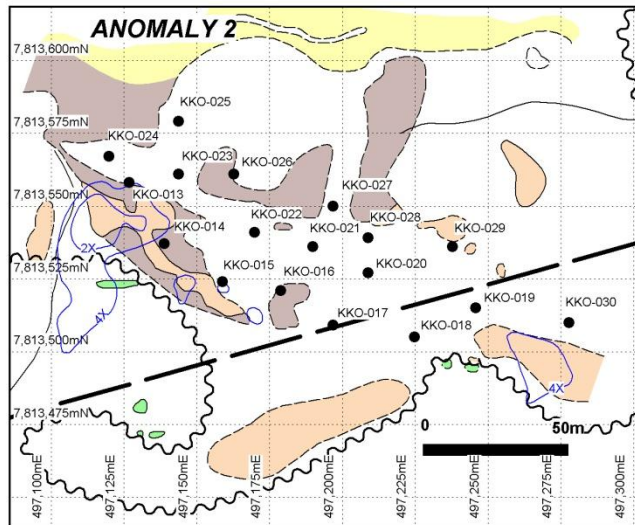 ANOMALY 2
7,813,600mN
KKO-025
7,813,575mN
KKO-024
KKO-023
KKO-026
7,813,550mN
KKO-013
KKO-027
KKO-022
KKO-028
KKO-014
KKO-021
KKO-029
2X
7,813,525mN
KKO-015
KKO-016
KKO-020
4X
KKO-019
KKO-030
7,813,500mN
KKO-017
KKO-018
4X
7,813,475mN
0
50m
497,100mE
497,125mE
497,150mE
497,175mE
497,200mE
497,225mE
497,250mE
497,275mE
497,300mE